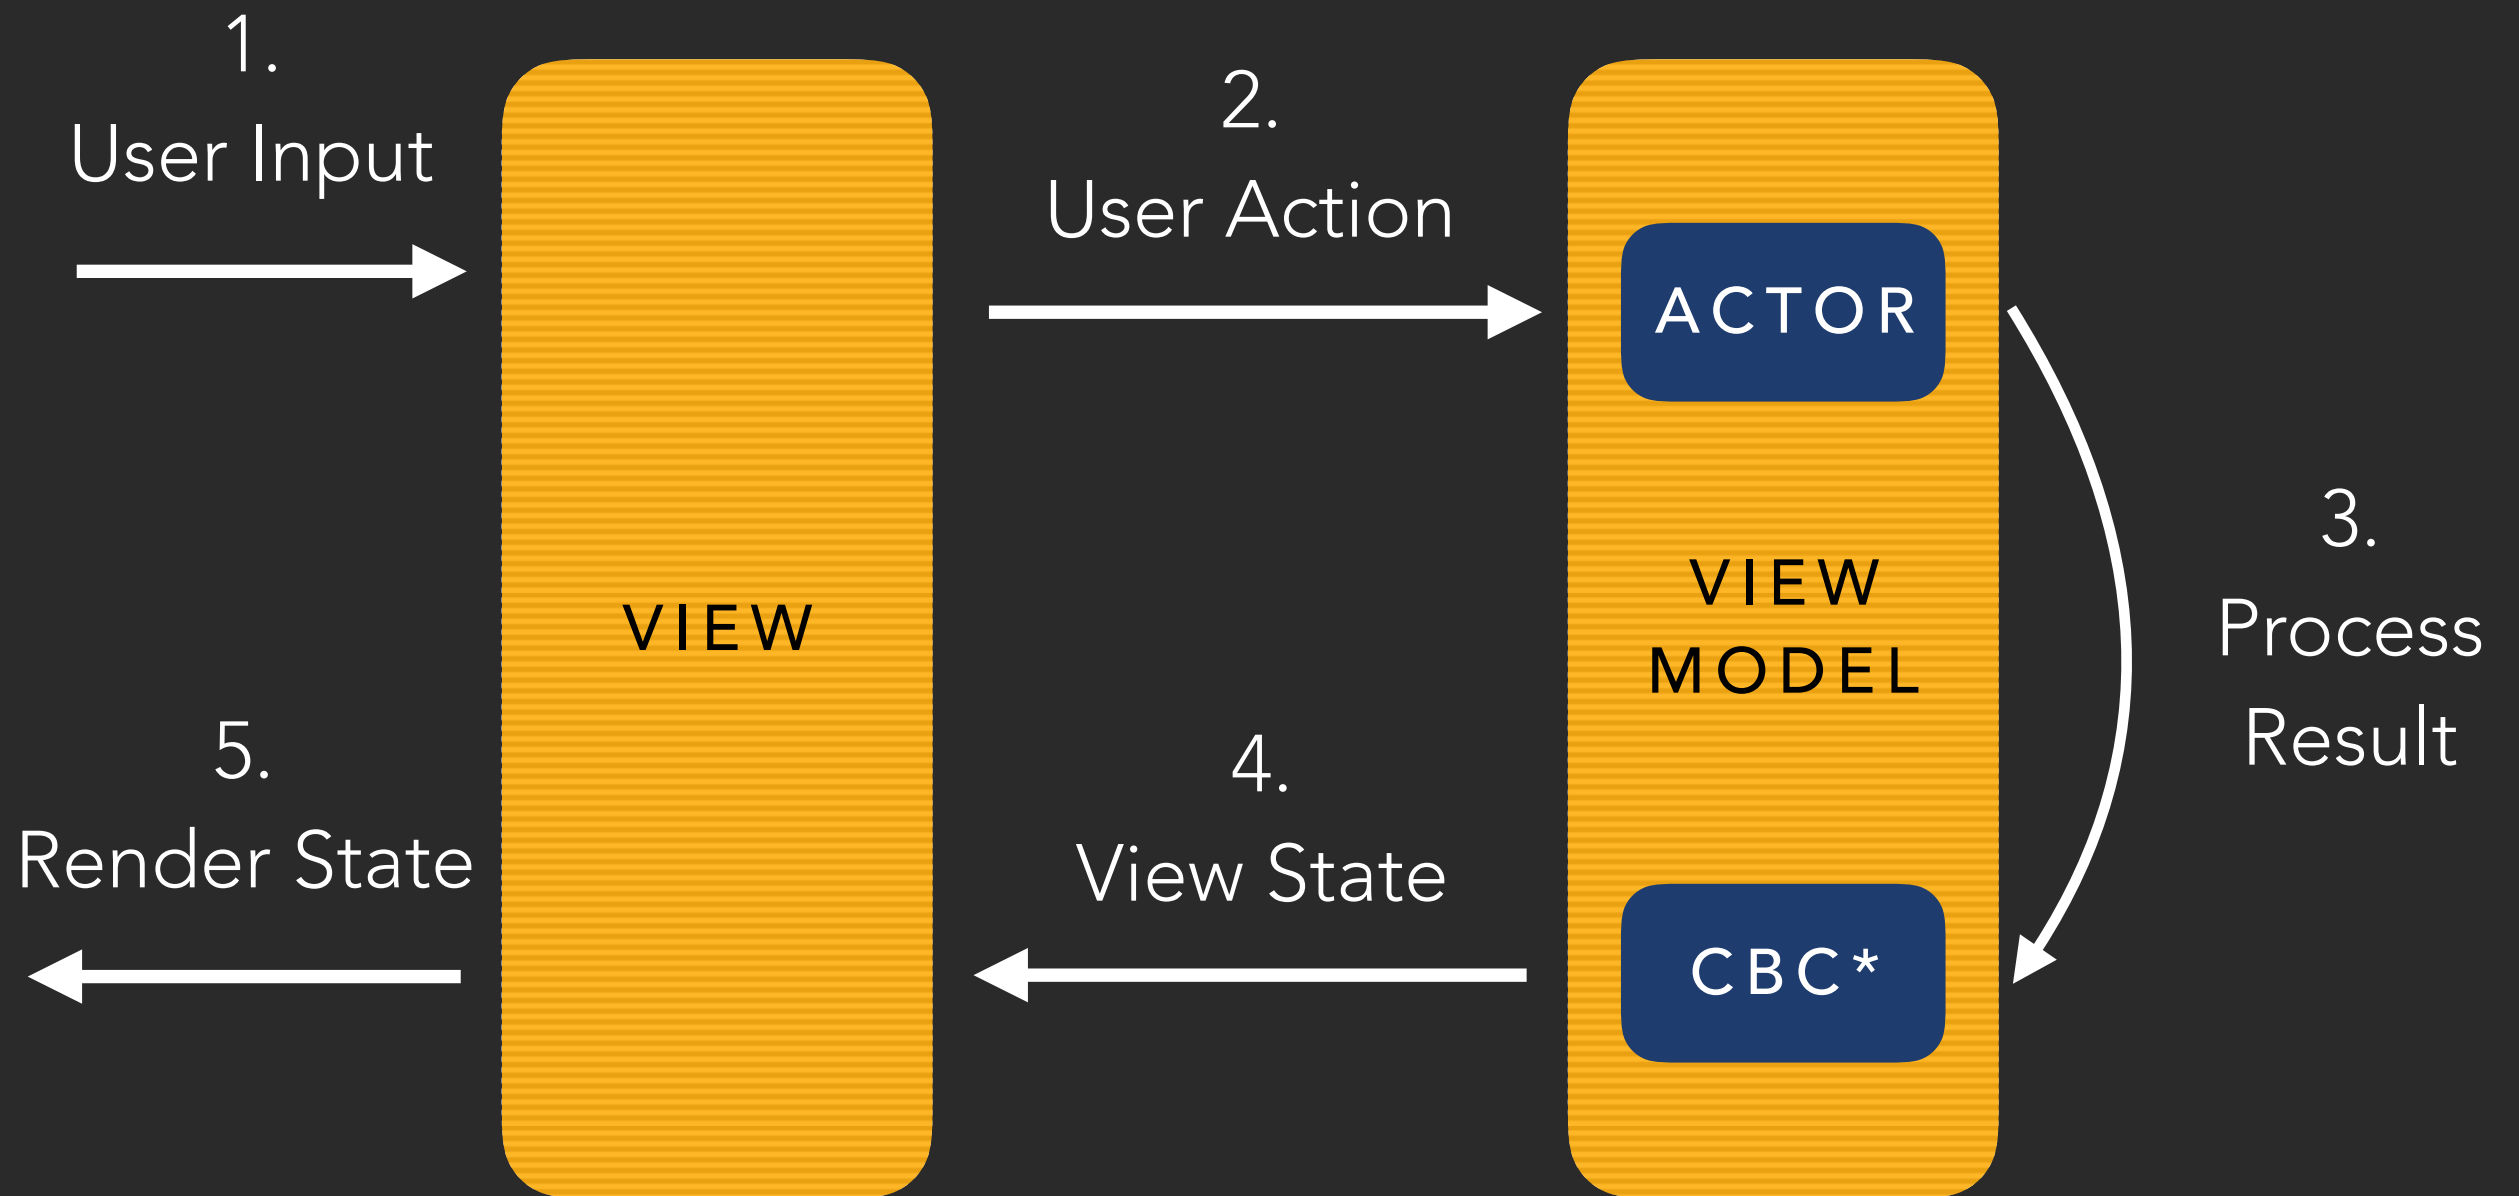 1.
User Input
2.
User Action
ACTOR
3.
Process
Result
VIEW
MODEL
VIEW
4.
View State
CBC*
5.
Render State